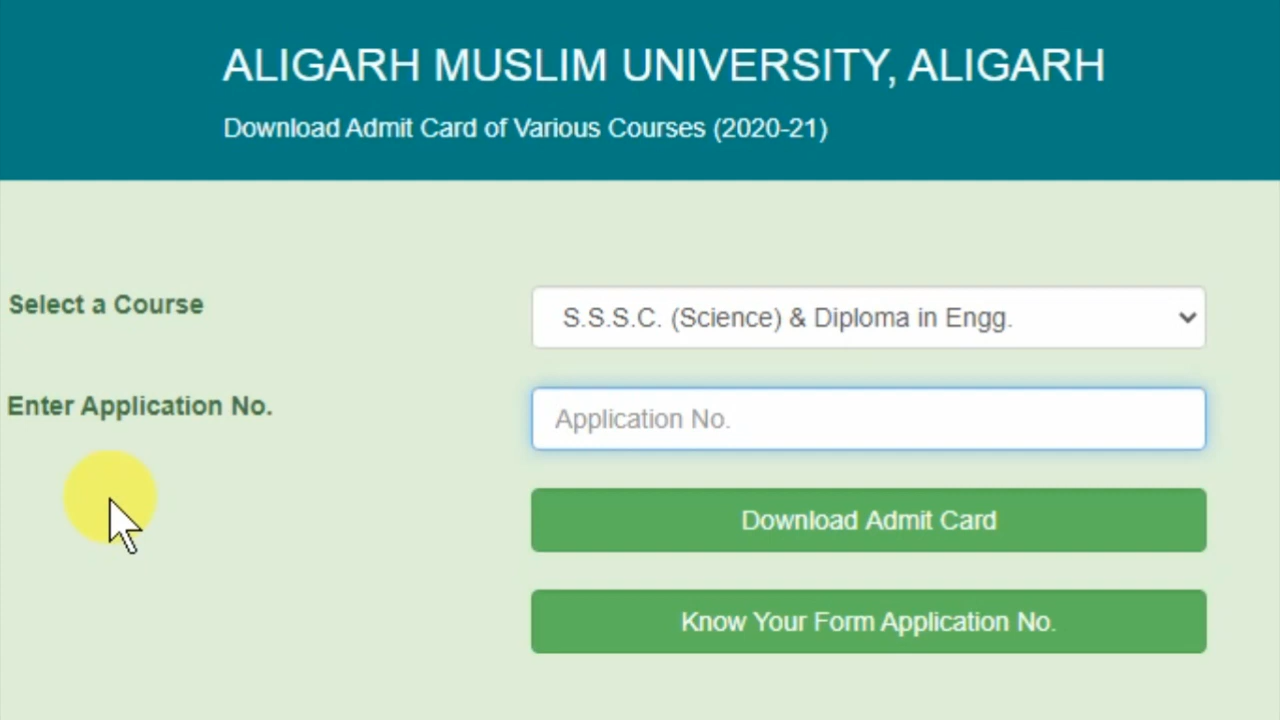 ALIGARH MUSLIM UNIVERSITY, ALIGARH
Download Admit Card of Various Courses (2020-21)
Select a Course
S.S.S.C. (Science) & Diploma in Engg.
Enter Application No.
Application No.
Download Admit Card
Know Your Form Application No.